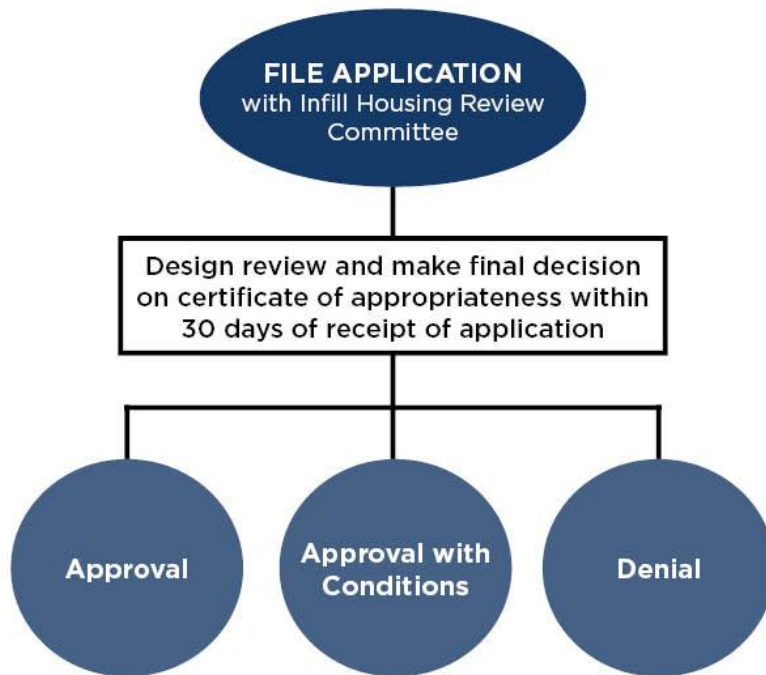 FILE APPLICATION
with Infill Housing Review
Committee
Design review and make final decision
on certificate of appropriateness within
30 days of receipt of application
Approval
Approval with
Conditions
Denial